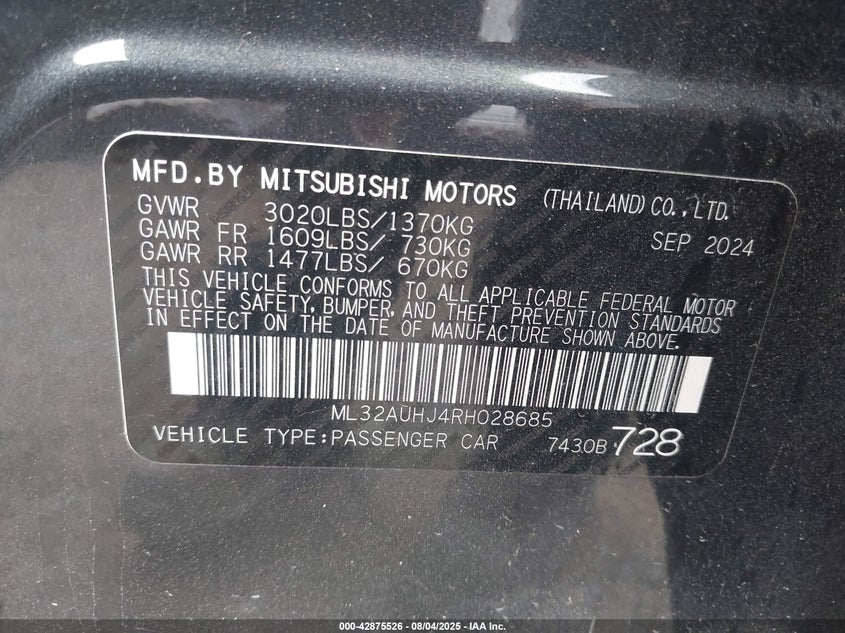 MFD.BY MITSUBISHI MOTORS (THAILAND) CO., LTD.
GVWR 3020LBS/1370KG SEP 2024
GAWR FR 1609LBS/ 730KG
GAWR RR 1477LBS/ 670KG
THIS VEHICLE CONFORMS TO ALL APPLICABLE FEDERAL MOTOR
VEHICLE SAFETY, BUMPER, AND THEFT PREVENTION STANDARDS
IN EFFECT ON THE DATE OF MANUFACTURE SHOWN ABOVE.
ML32AUHJ4RH028685
VEHICLE TYPE:PASSENGER CAR 7430B 728
000-42875526 - 08/04/2025 - IAA Inc.